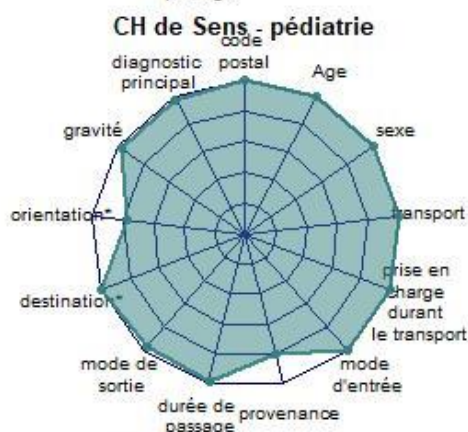 CH de Sens - pédiatrie
code
postal
Age
sexe
transport
prise en
charge
durant
le transport
mode
d'entrée
provenance
durée de
passage
mode de
sortie
destination*
orientation*
gravité
diagnostic
principal